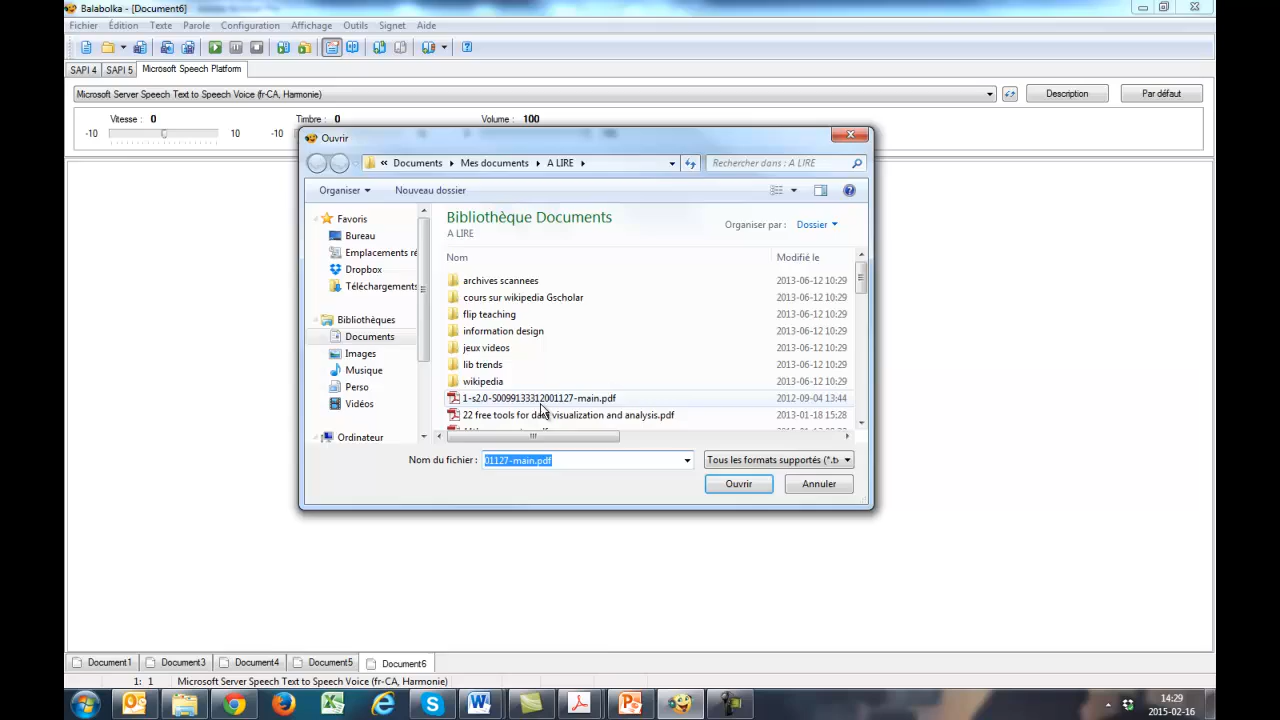 Balabolka - [Document6]
Fichier Édition Texte Parole Configuration Affichage Outils Signet Aide
SAPI 4 SAPI 5 Microsoft Speech Platform
Microsoft Server Speech Text to Speech Voice (fr-CA, Harmonie) Description Par défaut
Vitesse : 0 Timbre : 0 Volume : 100
-10 10 -10
Ouvrir
« Documents Mes documents A LIRE Rechercher dans : A LIRE
Organiser Nouveau dossier
Favoris
Bureau
Emplacements ré
Dropbox
Téléchargements
Bibliothèques
Documents
Images
Musique
Perso
Vidéos
Ordinateur
Bibliothèque Documents
A LIRE
Organiser par : Dossier
Nom Modifié le
archives scannees 2013-06-12 10:29
cours sur wikipedia Gscholar 2013-06-12 10:29
flip teaching 2013-06-12 10:29
information design 2013-06-12 10:29
jeux videos 2013-06-12 10:29
lib trends 2013-06-12 10:29
wikipedia 2013-06-12 10:29
1-s2.0-S0099133312001127-main.pdf 2012-09-04 13:44
22 free tools for data visualization and analysis.pdf 2013-01-18 15:28
Nom du fichier : 01127-main.pdf Tous les formats supportés (*.t
Ouvrir Annuler
Document1 Document3 Document4 Document5 Document6
1: 1 Microsoft Server Speech Text to Speech Voice (fr-CA, Harmonie)
14:29
2015-02-16